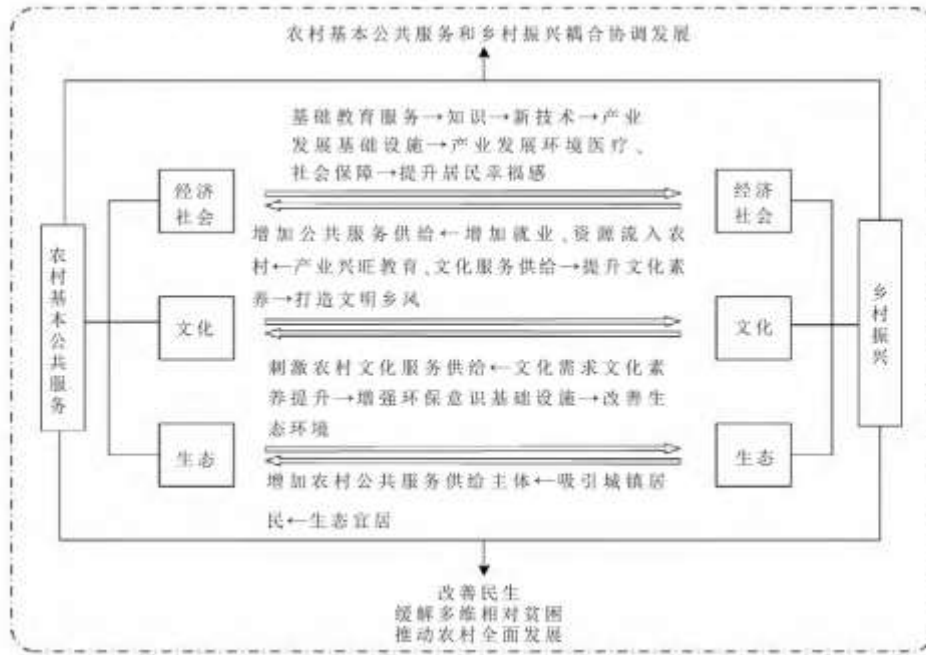 农村基本公共服务和乡村振兴耦合协调发展
基础教育服务→知识→新技术→产业
发展基础设施→产业发展环境医疗、
社会保障→提升居民幸福感
经济
社会
经济
社会
增加公共服务供给←增加就业、资源流入农
村←产业兴旺教育、文化服务供给→提升文化素
养→打造文明乡风
农村基本公共服务
文化
文化
乡村振兴
刺激农村文化服务供给←文化需求文化素
养提升→增强环保意识基础设施→改善生
态环境
生态
生态
增加农村公共服务供给主体←吸引城镇居
民←生态宜居
改善民生
缓解多维相对贫困
推动农村全面发展